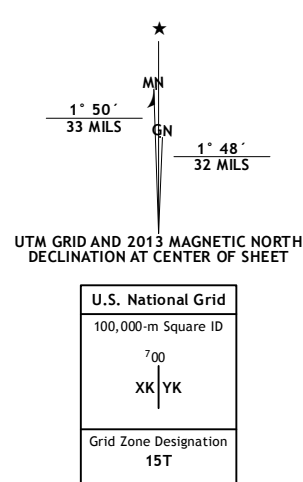 ★
MN
1° 50´
33 MILS
GN
1° 48´
32 MILS
UTM GRID AND 2013 MAGNETIC NORTH
DECLINATION AT CENTER OF SHEET
U.S. National Grid
100,000-m Square ID
⁷00
XK YK
Grid Zone Designation
15T